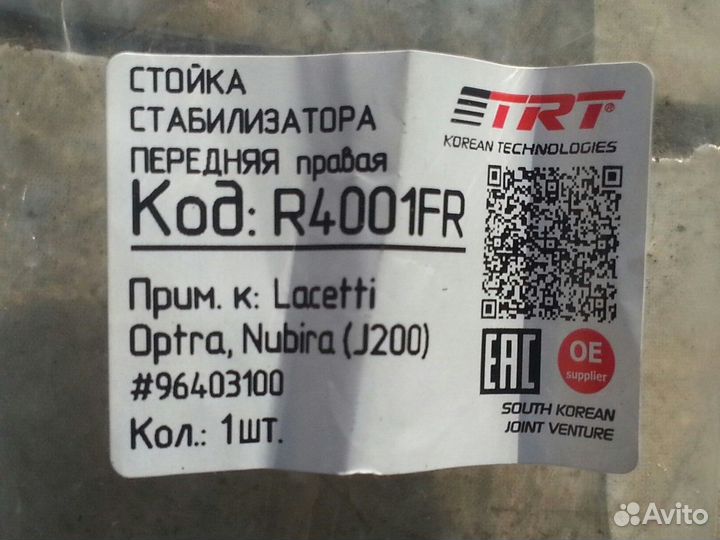 СТОЙКА
СТАБИЛИЗАТОРА
ПЕРЕДНЯЯ правая
Код: R4001FR
Прим. к: Lacetti
Optra, Nubira (J200)
#96403100
Кол.: 1шт.
TRT®
KOREAN TECHNOLOGIES
EAC
OE
supplier
SOUTH KOREAN
JOINT VENTURE
Avito